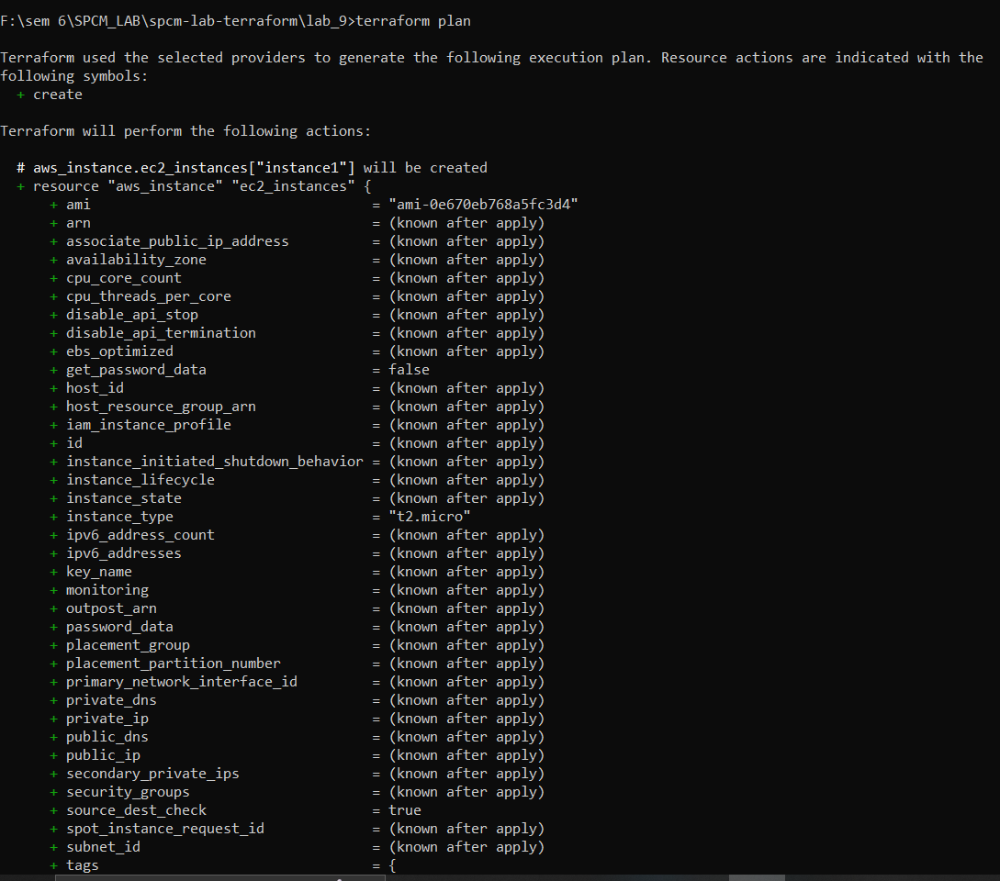 F:\sem 6\SPCM_LAB\spcm-lab-terraform\lab_9>terraform plan
Terraform used the selected providers to generate the following execution plan. Resource actions are indicated with the
following symbols:
  + create
Terraform will perform the following actions:
  # aws_instance.ec2_instances["instance1"] will be created
  + resource "aws_instance" "ec2_instances" {
      + ami                                  = "ami-0e670eb768a5fc3d4"
      + arn                                  = (known after apply)
      + associate_public_ip_address          = (known after apply)
      + availability_zone                    = (known after apply)
      + cpu_core_count                       = (known after apply)
      + cpu_threads_per_core                 = (known after apply)
      + disable_api_stop                     = (known after apply)
      + disable_api_termination              = (known after apply)
      + ebs_optimized                        = (known after apply)
      + get_password_data                    = false
      + host_id                              = (known after apply)
      + host_resource_group_arn              = (known after apply)
      + iam_instance_profile                 = (known after apply)
      + id                                   = (known after apply)
      + instance_initiated_shutdown_behavior = (known after apply)
      + instance_lifecycle                   = (known after apply)
      + instance_state                       = (known after apply)
      + instance_type                        = "t2.micro"
      + ipv6_address_count                   = (known after apply)
      + ipv6_addresses                       = (known after apply)
      + key_name                             = (known after apply)
      + monitoring                           = (known after apply)
      + outpost_arn                          = (known after apply)
      + password_data                        = (known after apply)
      + placement_group                      = (known after apply)
      + placement_partition_number           = (known after apply)
      + primary_network_interface_id         = (known after apply)
      + private_dns                          = (known after apply)
      + private_ip                           = (known after apply)
      + public_dns                           = (known after apply)
      + public_ip                            = (known after apply)
      + secondary_private_ips                = (known after apply)
      + security_groups                      = (known after apply)
      + source_dest_check                    = true
      + spot_instance_request_id             = (known after apply)
      + subnet_id                            = (known after apply)
      + tags                                 = {